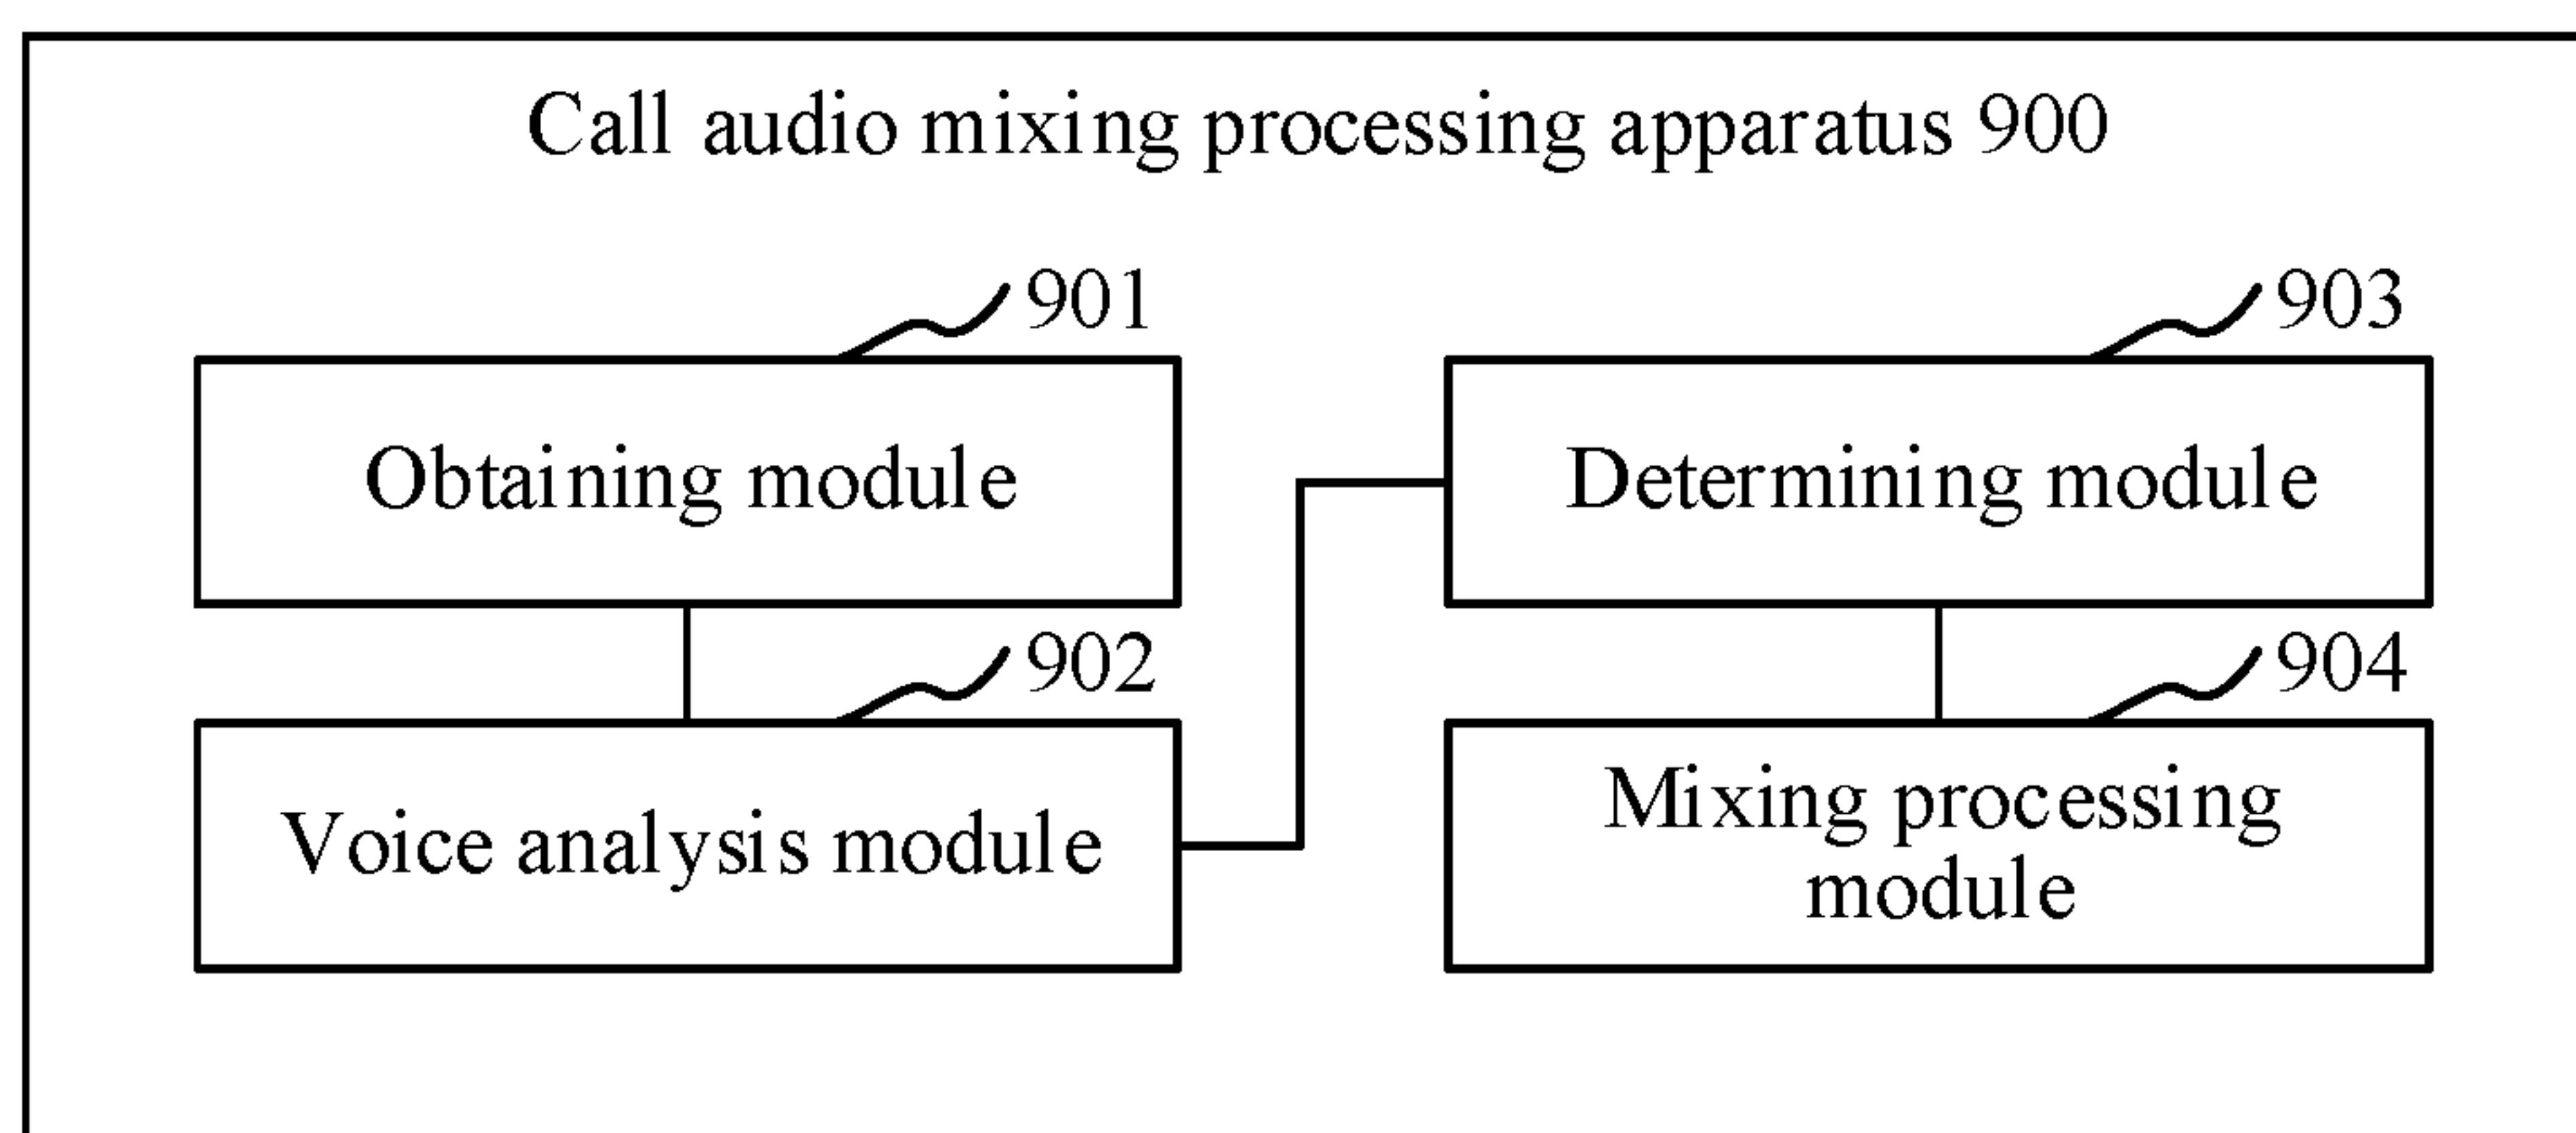 Call audio mixing processing apparatus 900
901
Obtaining module
902
Voice analysis module
903
Determining module
904
Mixing processing
module